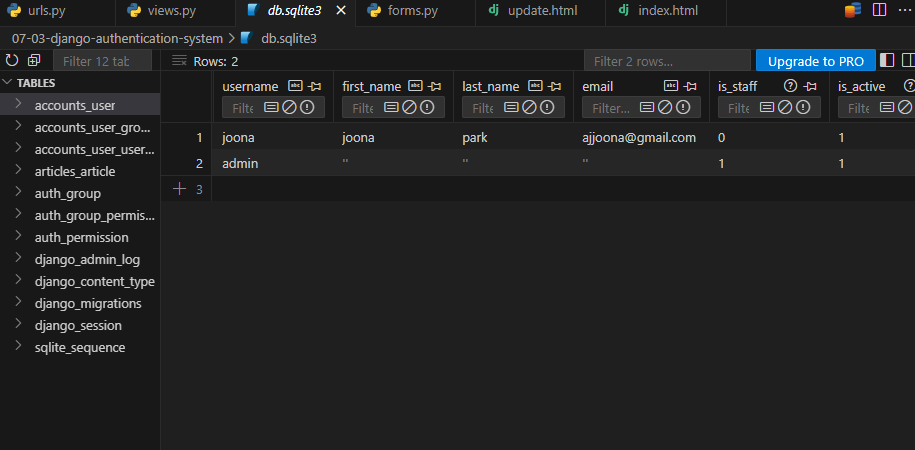 urls.py views.py db.sqlite3 forms.py update.html index.html
07-03-django-authentication-system > db.sqlite3
Filter 12 tab Rows: 2 Filter 2 rows... Upgrade to PRO
TABLES username first_name last_name email is_staff is_active
accounts_user Filte Filte Filte Filter... Filte Filte
accounts_user_gro... 1 joona joona park ajjoona@gmail.com 0 1
accounts_user_user... 2 admin '' '' '' 1 1
articles_article
auth_group 3
auth_group_permis...
auth_permission
django_admin_log
django_content_type
django_migrations
django_session
sqlite_sequence